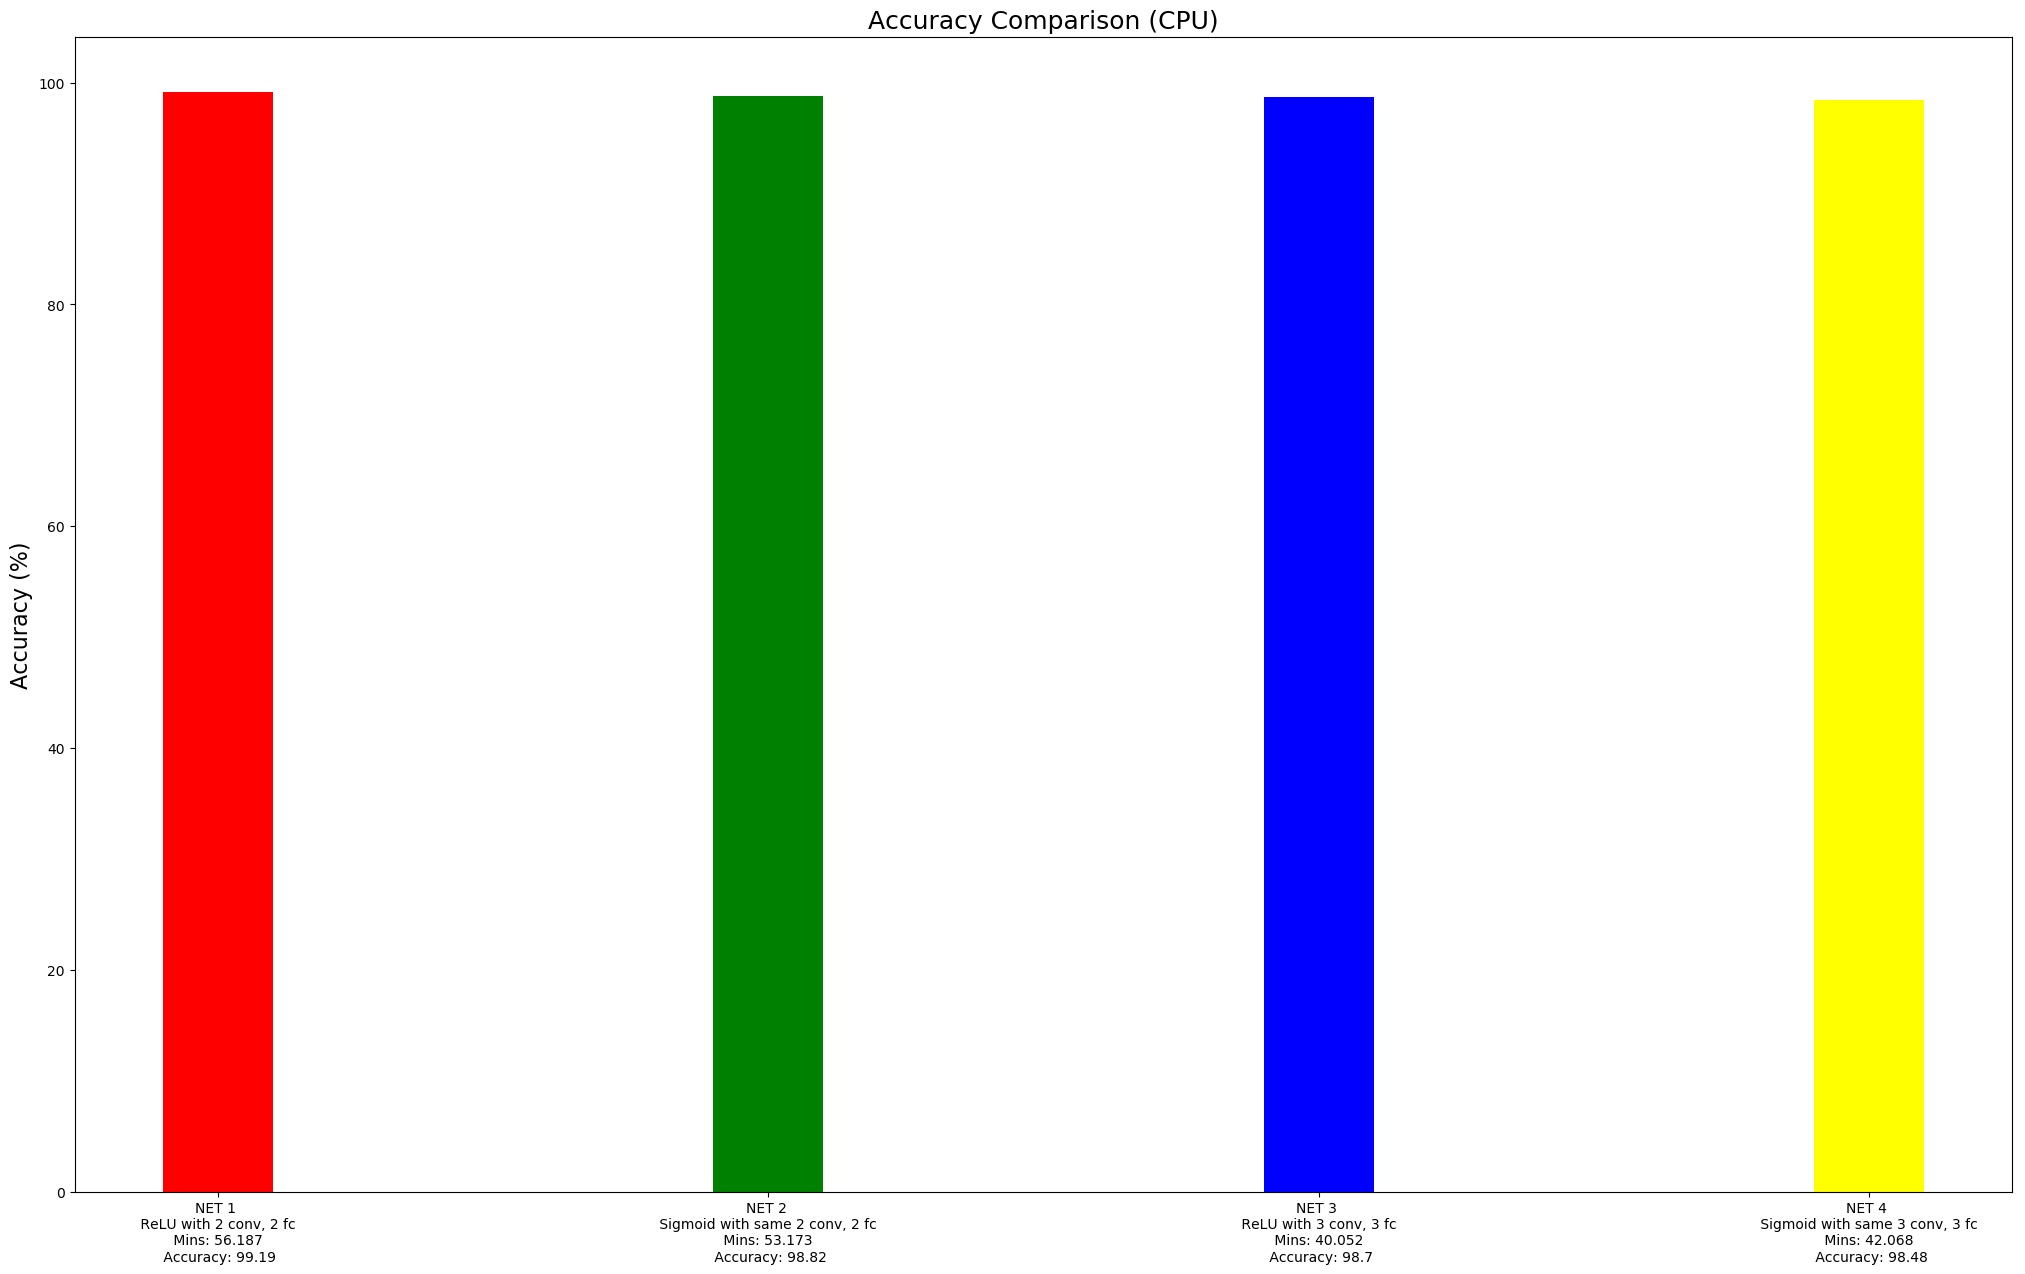 Accuracy Comparison (CPU)
Accuracy (%)
100
80
60
40
20
0
NET 1
ReLU with 2 conv, 2 fc
Mins: 56.187
Accuracy: 99.19
NET 2
Sigmoid with same 2 conv, 2 fc
Mins: 53.173
Accuracy: 98.82
NET 3
ReLU with 3 conv, 3 fc
Mins: 40.052
Accuracy: 98.7
NET 4
Sigmoid with same 3 conv, 3 fc
Mins: 42.068
Accuracy: 98.48